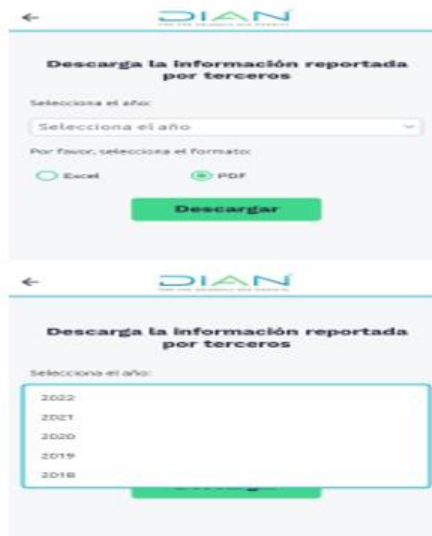 DIAN
Descarga la información reportada
por terceros
Selecciona el año:
Selecciona el año
Por favor, selecciona el formato:
Excel
PDF
Descargar
DIAN
Descarga la información reportada
por terceros
Selecciona el año:
2022
2021
2020
2019
2018